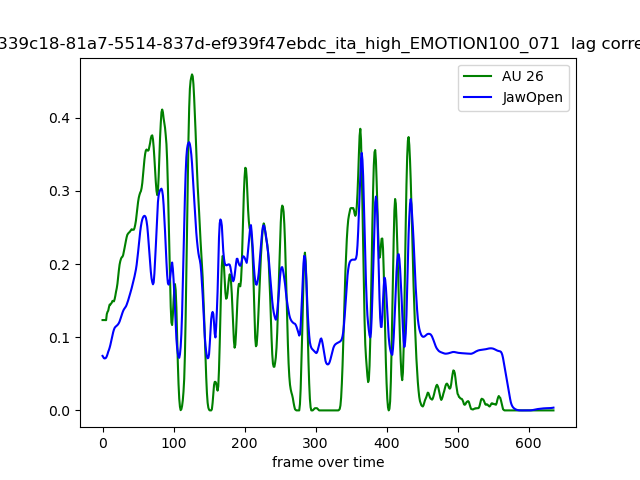 339c18-81a7-5514-837d-ef939f47ebdc_ita_high_EMOTION100_071 lag corre
AU 26
JawOpen
0.4
0.3
0.2
0.1
0.0
0 100 200 300 400 500 600
frame over time